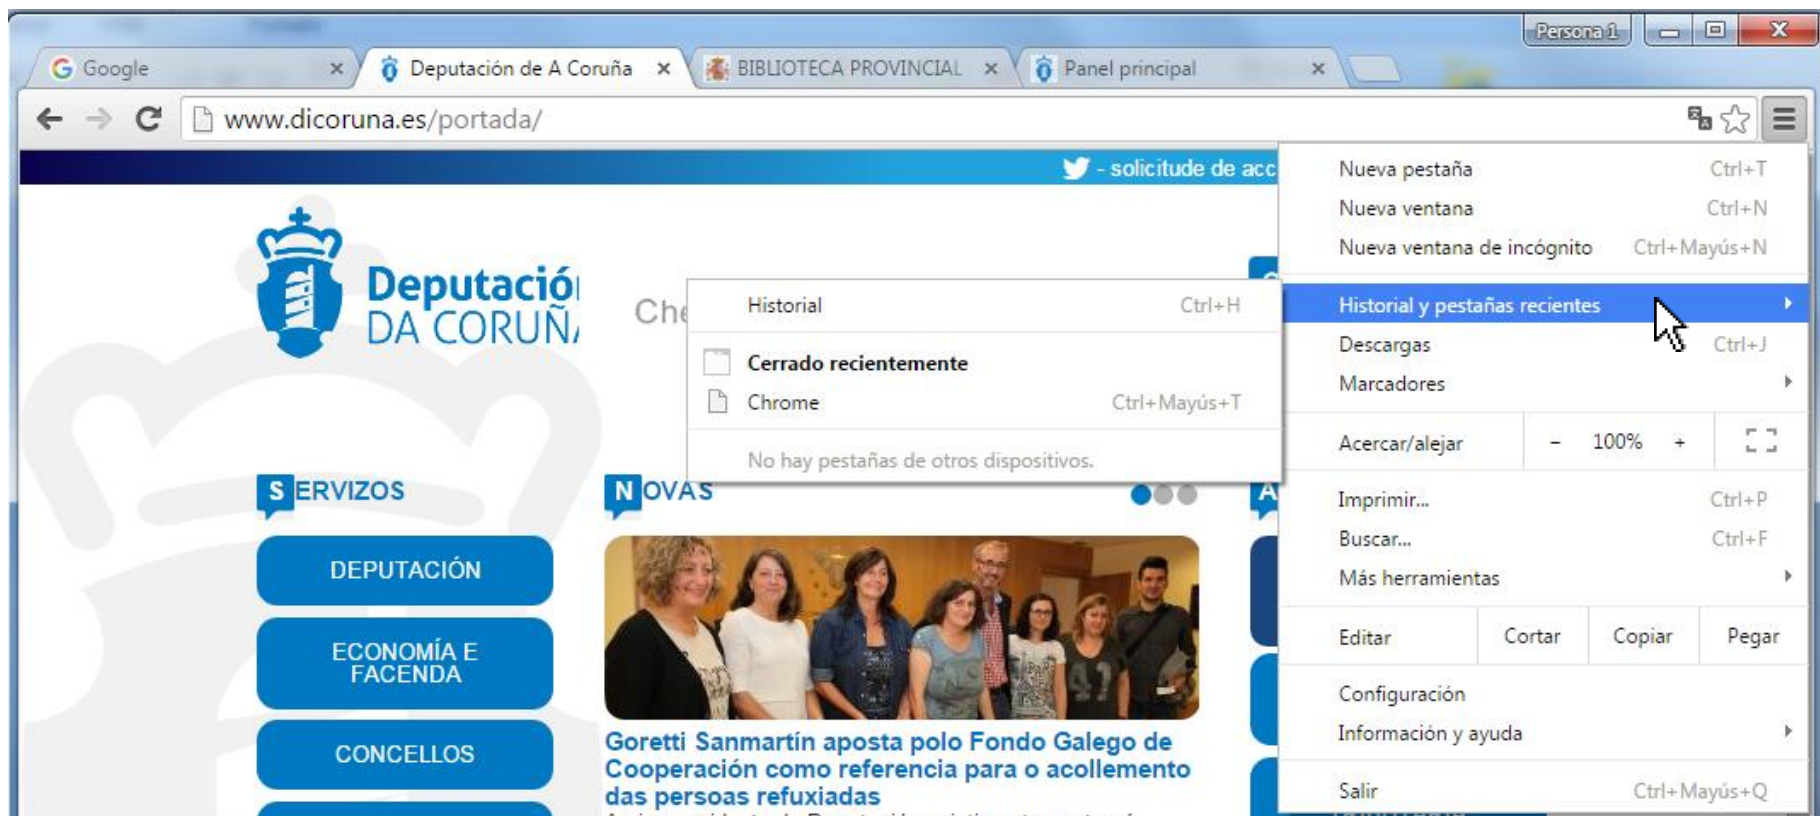 Persona 1
Google
Deputación de A Coruña
BIBLIOTECA PROVINCIAL
Panel principal
www.dicoruna.es/portada/
- solicitude de acc
Deputació
DA CORUÑ
Che
Nueva pestaña Ctrl+T
Nueva ventana Ctrl+N
Nueva ventana de incógnito Ctrl+Mayús+N
Historial y pestañas recientes
Descargas Ctrl+J
Marcadores
Acercar/alejar - 100% +
Imprimir... Ctrl+P
Buscar... Ctrl+F
Más herramientas
Editar Cortar Copiar Pegar
Configuración
Información y ayuda
Salir Ctrl+Mayús+Q
Historial Ctrl+H
Cerrado recientemente
Chrome Ctrl+Mayús+T
No hay pestañas de otros dispositivos.
SERVIZOS
DEPUTACIÓN
ECONOMÍA E
FACENDA
CONCELLOS
NOVAS
Goretti Sanmartín aposta polo Fondo Galego de
Cooperación como referencia para o acollemento
das persoas refuxiadas
A